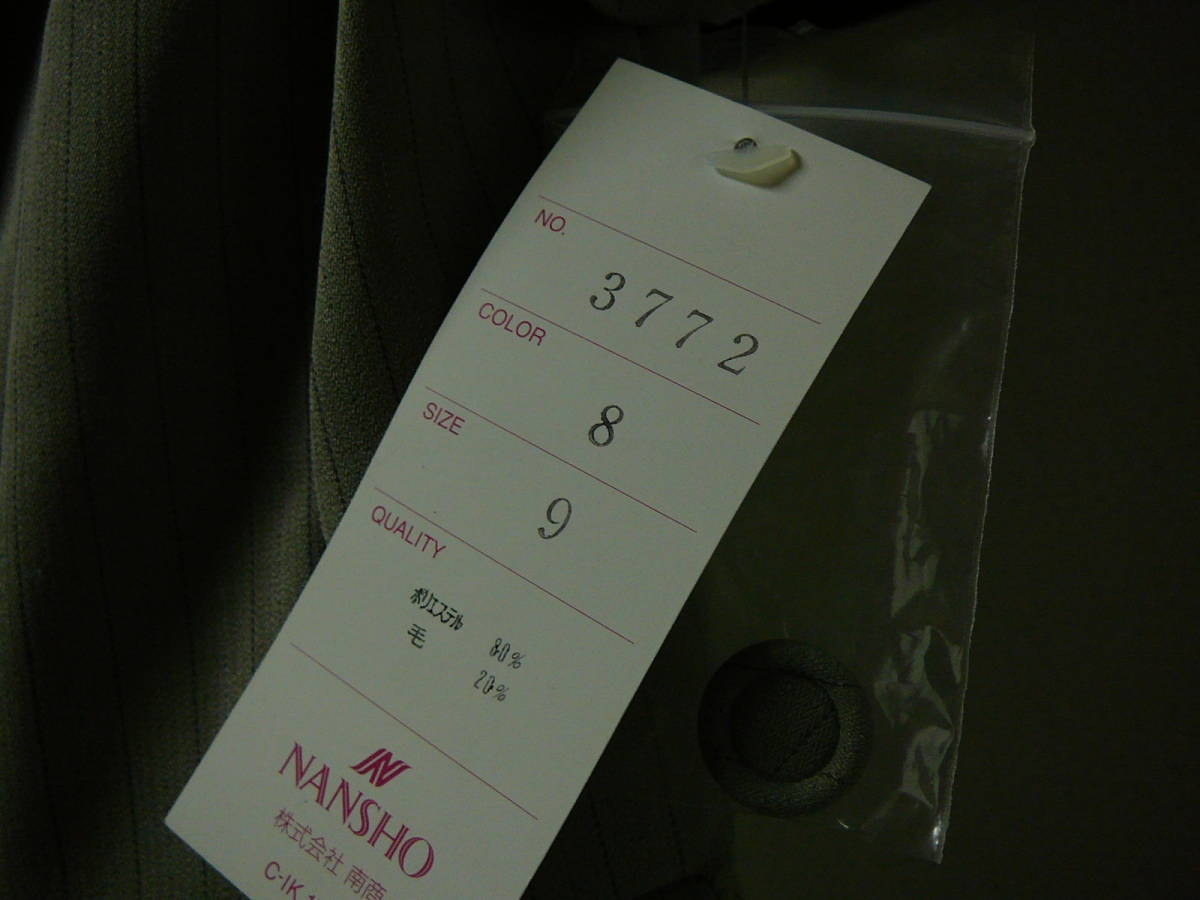 NO.
3772
COLOR
8
SIZE
9
QUALITY
ポリエステル 80%
毛 20%
NANSHO
株式会社 南商
C-IK